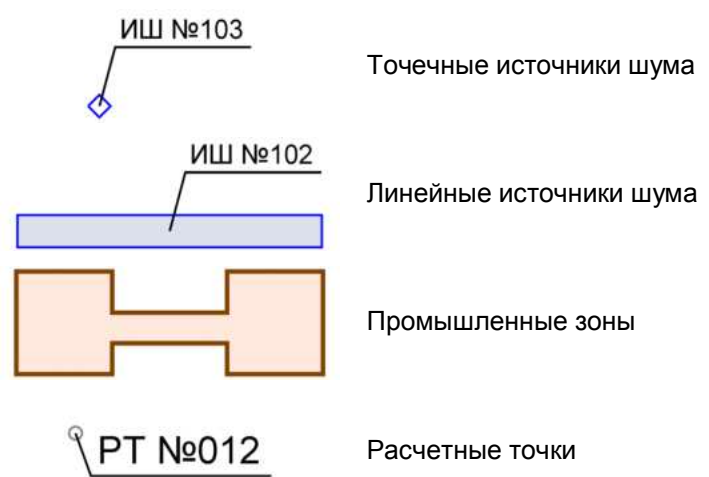 ИШ №103
Точечные источники шума
ИШ №102
Линейные источники шума
Промышленные зоны
РТ №012
Расчетные точки